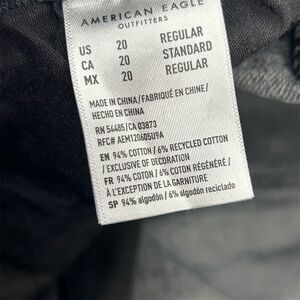 AMERICAN EAGLE
OUTFITTERS
US 20 REGULAR
CA 20 STANDARD
MX 20 REGULAR
MADE IN CHINA/FABRIQUÉ EN CHINE/
HECHO EN CHINA
RN 54485/CA 03873
RFC# AEM1206050U9A
EN 94% COTTON / 6% RECYCLED COTTON
/ EXCLUSIVE OF DECORATION
FR 94% COTON / 6% COTON RÉGÉNÉRÉ /
À L'EXCEPTION DE LA GARNITURE
SP 94% algodón / 6% algodón reciclado